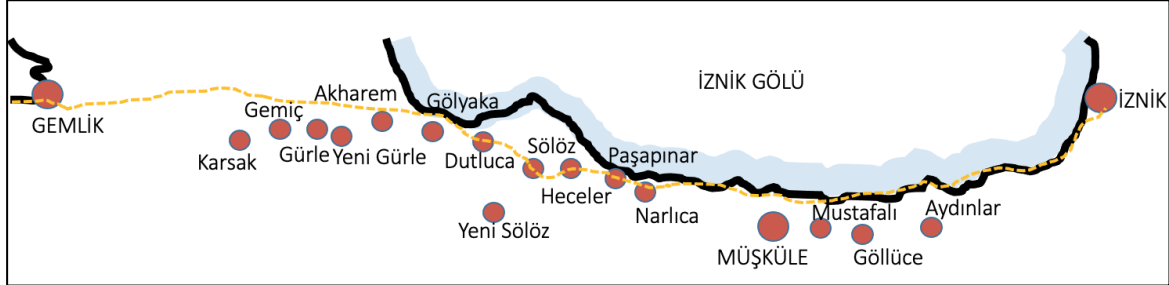 İZNİK GÖLÜ
İZNİK
GEMLİK
Akharem
Gölyaka
Gemiç
Karsak
Gürle
Yeni Gürle
Dutluca
Sölöz
Paşapınar
Heceler
Narlıca
Yeni Sölöz
MÜŞKÜLE
Mustafalı
Göllüce
Aydınlar